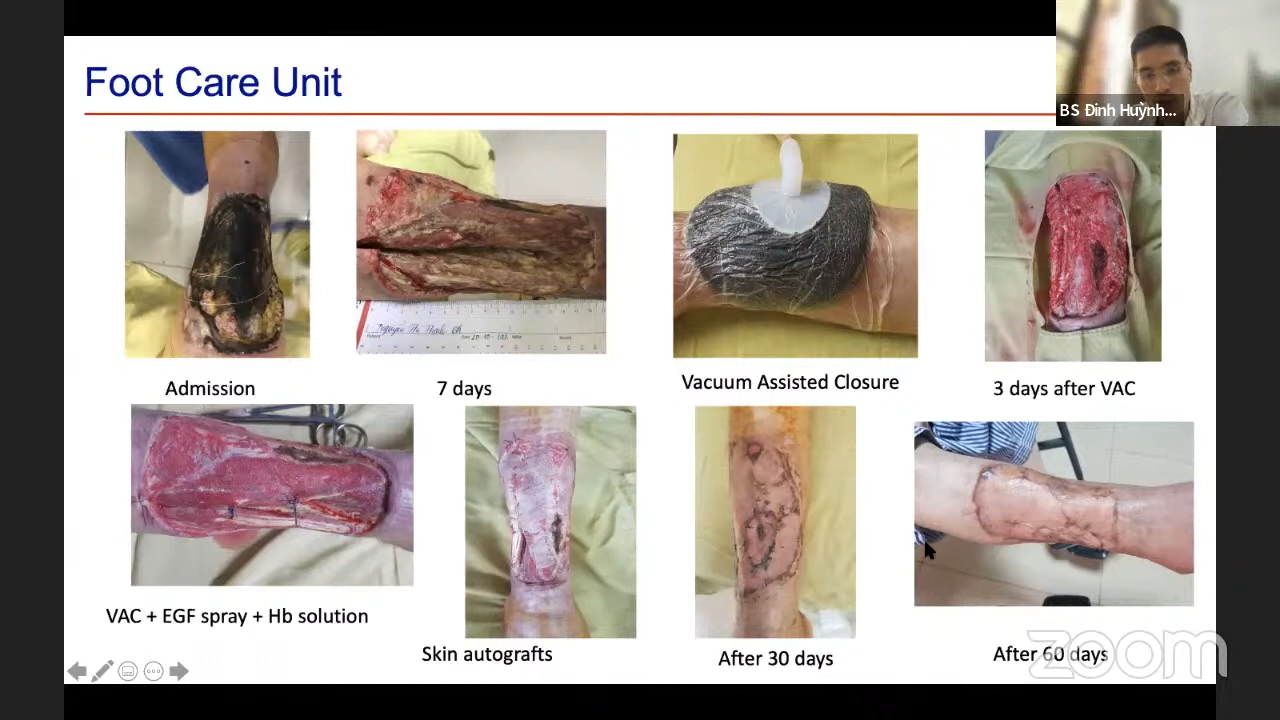 Foot Care Unit
BS Đinh Huỳnh...
Admission
7 days
Vacuum Assisted Closure
3 days after VAC
VAC + EGF spray + Hb solution
Skin autografts
After 30 days
After 60 days
zoom